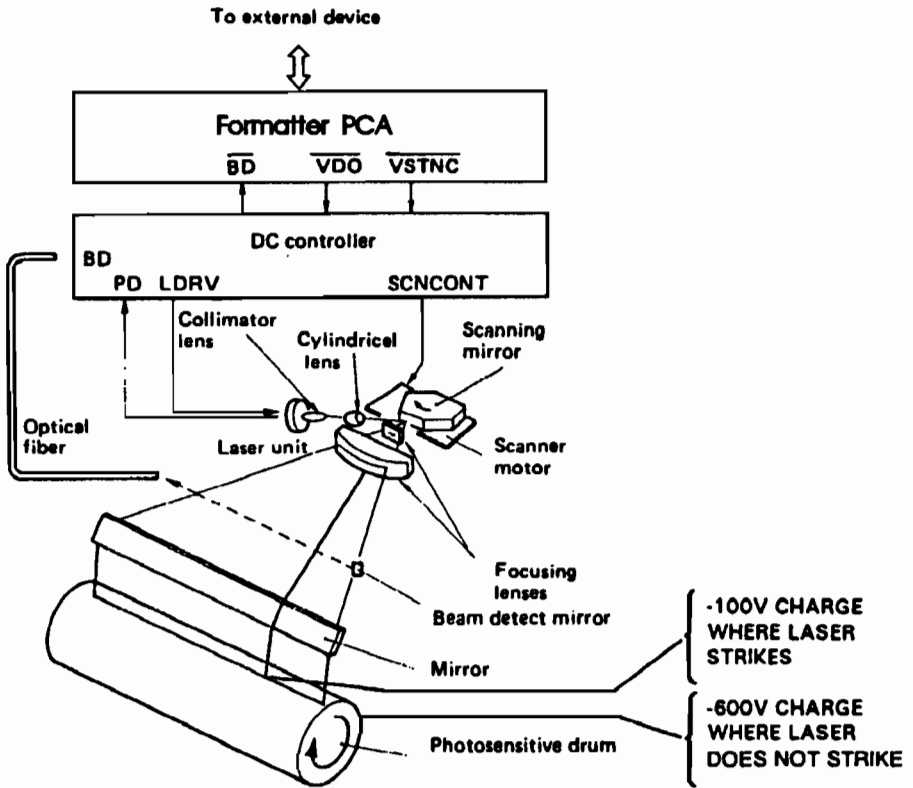 To external device
Formatter PCA
BD VDO VSTNC
DC controller
BD
PD LDRV SCNCONT
Collimator
lens
Cylindricel
lens
Scanning
mirror
Optical
fiber
Laser unit
Scanner
motor
Focusing
lenses
Beam detect mirror
Mirror
Photosensitive drum
-100V CHARGE
WHERE LASER
STRIKES
-600V CHARGE
WHERE LASER
DOES NOT STRIKE